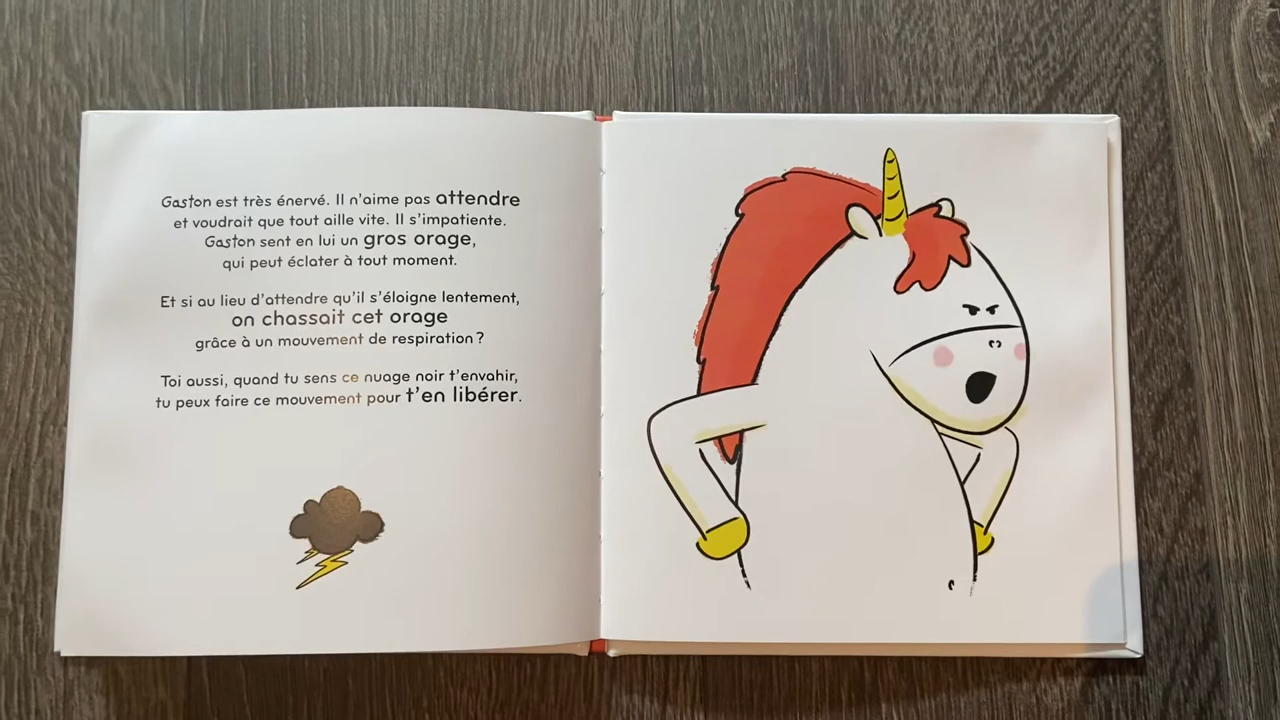 Gaston est très énervé. Il n'aime pas attendre
et voudrait que tout aille vite. Il s'impatiente.
Gaston sent en lui un gros orage,
qui peut éclater à tout moment.
Et si au lieu d'attendre qu'il s'éloigne lentement,
on chassait cet orage
grâce à un mouvement de respiration ?
Toi aussi, quand tu sens ce nuage noir t'envahir,
tu peux faire ce mouvement pour t'en libérer.